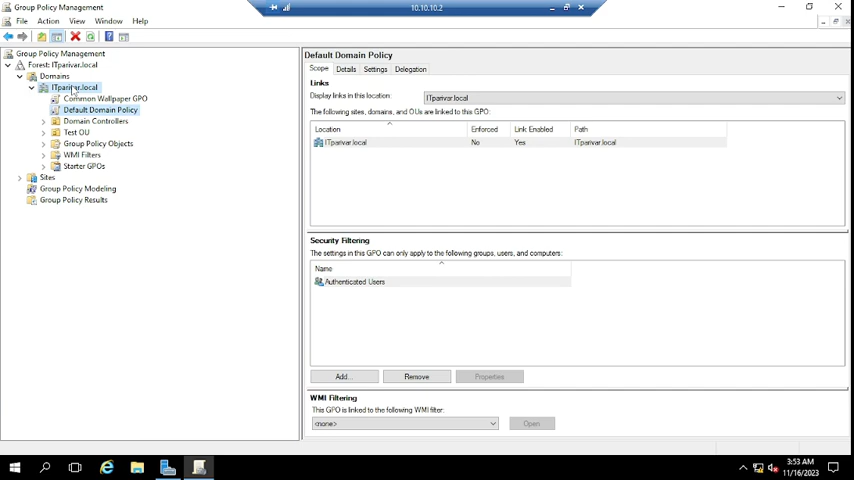 Group Policy Management
10.10.10.2
File Action View Window Help
Group Policy Management
Forest: ITparivar.local
Domains
ITparivar.local
Common Wallpaper GPO
Default Domain Policy
Domain Controllers
Test OU
Group Policy Objects
WMI Filters
Starter GPOs
Sites
Group Policy Modeling
Group Policy Results
Default Domain Policy
Scope Details Settings Delegation
Links
Display links in this location: ITparivar.local
The following sites, domains, and OUs are linked to this GPO:
Location Enforced Link Enabled Path
ITparivar.local No Yes ITparivar.local
Security Filtering
The settings in this GPO can only apply to the following groups, users, and computers:
Name
Authenticated Users
Add... Remove Properties
WMI Filtering
This GPO is linked to the following WMI filter:
<none> Open
3:53 AM
11/16/2023